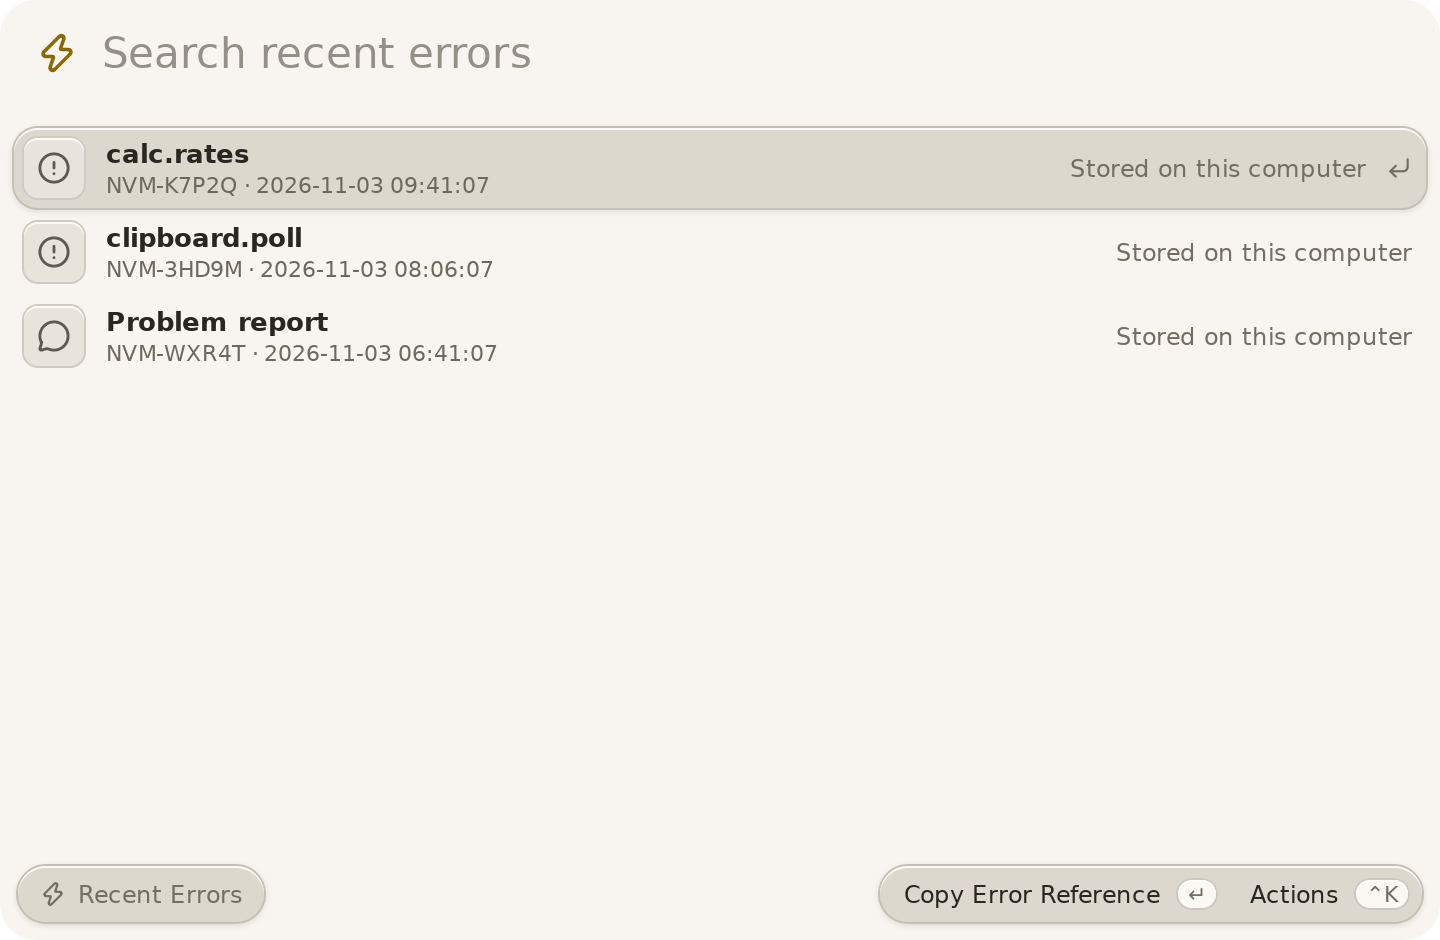 Search recent errors
calc.rates
NVM-K7P2Q · 2026-11-03 09:41:07
Stored on this computer
clipboard.poll
NVM-3HD9M · 2026-11-03 08:06:07
Stored on this computer
Problem report
NVM-WXR4T · 2026-11-03 06:41:07
Stored on this computer
Recent Errors
Copy Error Reference ↵ Actions ^K